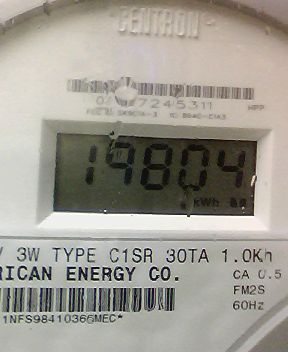 CENTRON
7245311 HPP
19804
kWh
3W TYPE C1SR 30TA 1.0Kh
RICAN ENERGY CO. CA 0.5
FM2S
60Hz
1NFS98410366MEC*